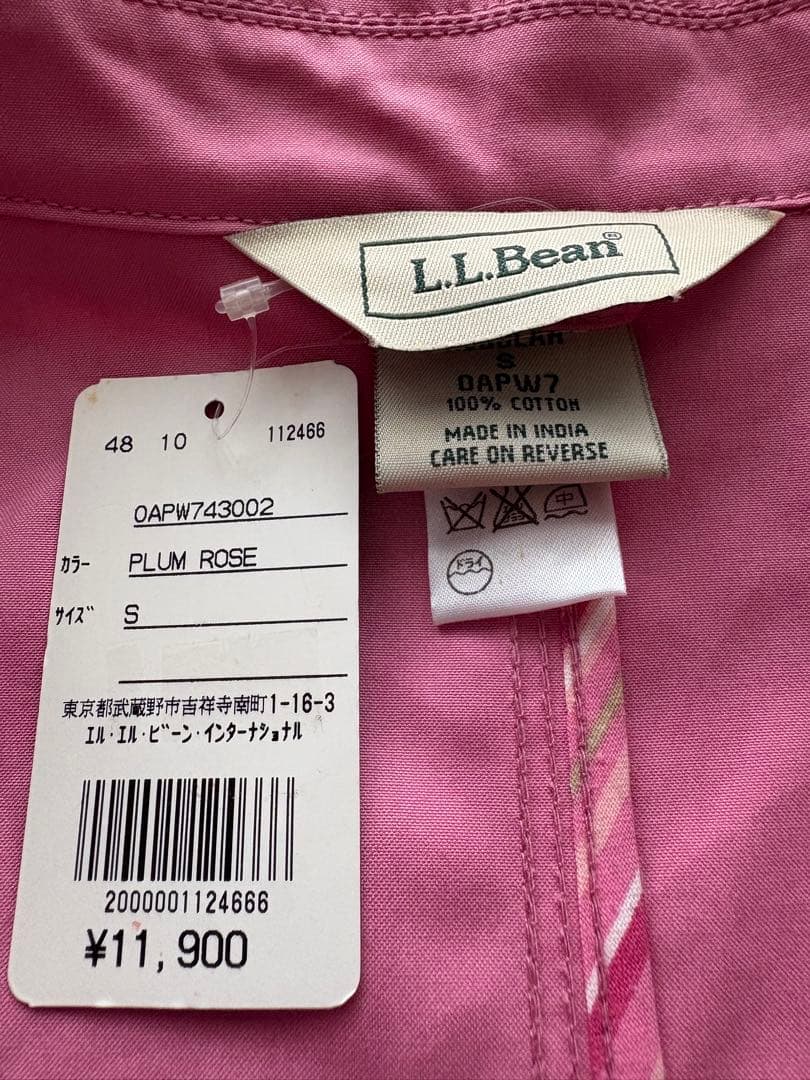 L.L.Bean®
S
0APW7
100% COTTON
MADE IN INDIA
CARE ON REVERSE
中
ドライ
48 10 112466
0APW743002
カラー PLUM ROSE
サイズ S
東京都武蔵野市吉祥寺南町1-16-3
エル・エル・ビーン・インターナショナル
2000001124666
¥11,900